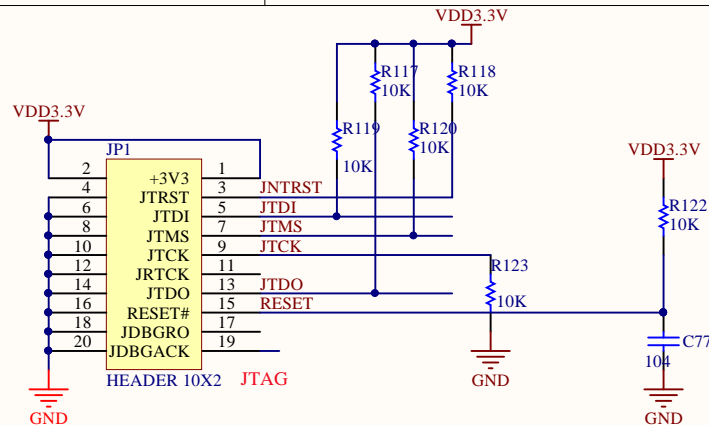 VDD3.3V
R117
10K
R118
10K
R119
10K
R120
10K
VDD3.3V
JP1
2 +3V3 1
4 JTRST 3 JNTRST
6 JTDI 5 JTDI
8 JTMS 7 JTMS
10 JTCK 9 JTCK
12 JRTCK 11
14 JTDO 13 JTDO
16 RESET# 15 RESET
18 JDBGRO 17
20 JDBGACK 19
HEADER 10X2 JTAG
GND
R123
10K
GND
VDD3.3V
R122
10K
C77
104
GND